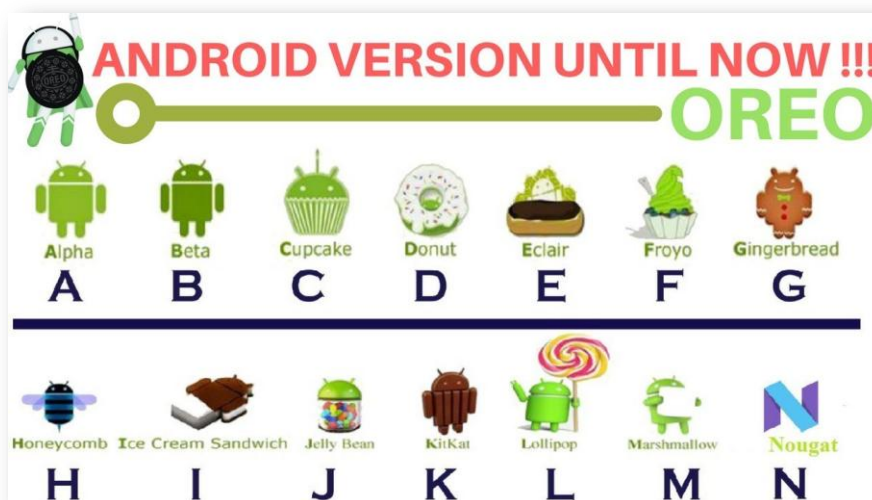 ANDROID VERSION UNTIL NOW !!!
OREO
OREO
Alpha Beta Cupcake Donut Eclair Froyo Gingerbread
A B C D E F G
Honeycomb Ice Cream Sandwich Jelly Bean KitKat Lollipop Marshmallow Nougat
H I J K L M N